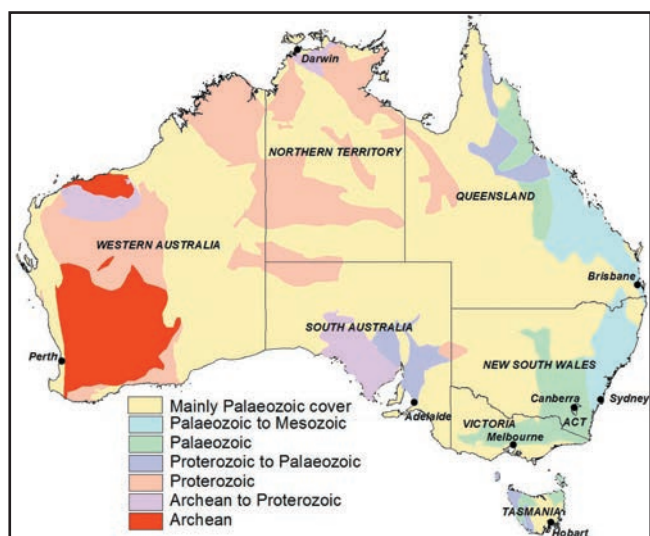 Darwin
NORTHERN TERRITORY
QUEENSLAND
WESTERN AUSTRALIA
Brisbane
SOUTH AUSTRALIA
Perth
NEW SOUTH WALES
Sydney
Canberra
ACT
Adelaide
VICTORIA
Melbourne
TASMANIA
Hobart
Mainly Palaeozoic cover
Palaeozoic to Mesozoic
Palaeozoic
Proterozoic to Palaeozoic
Proterozoic
Archean to Proterozoic
Archean